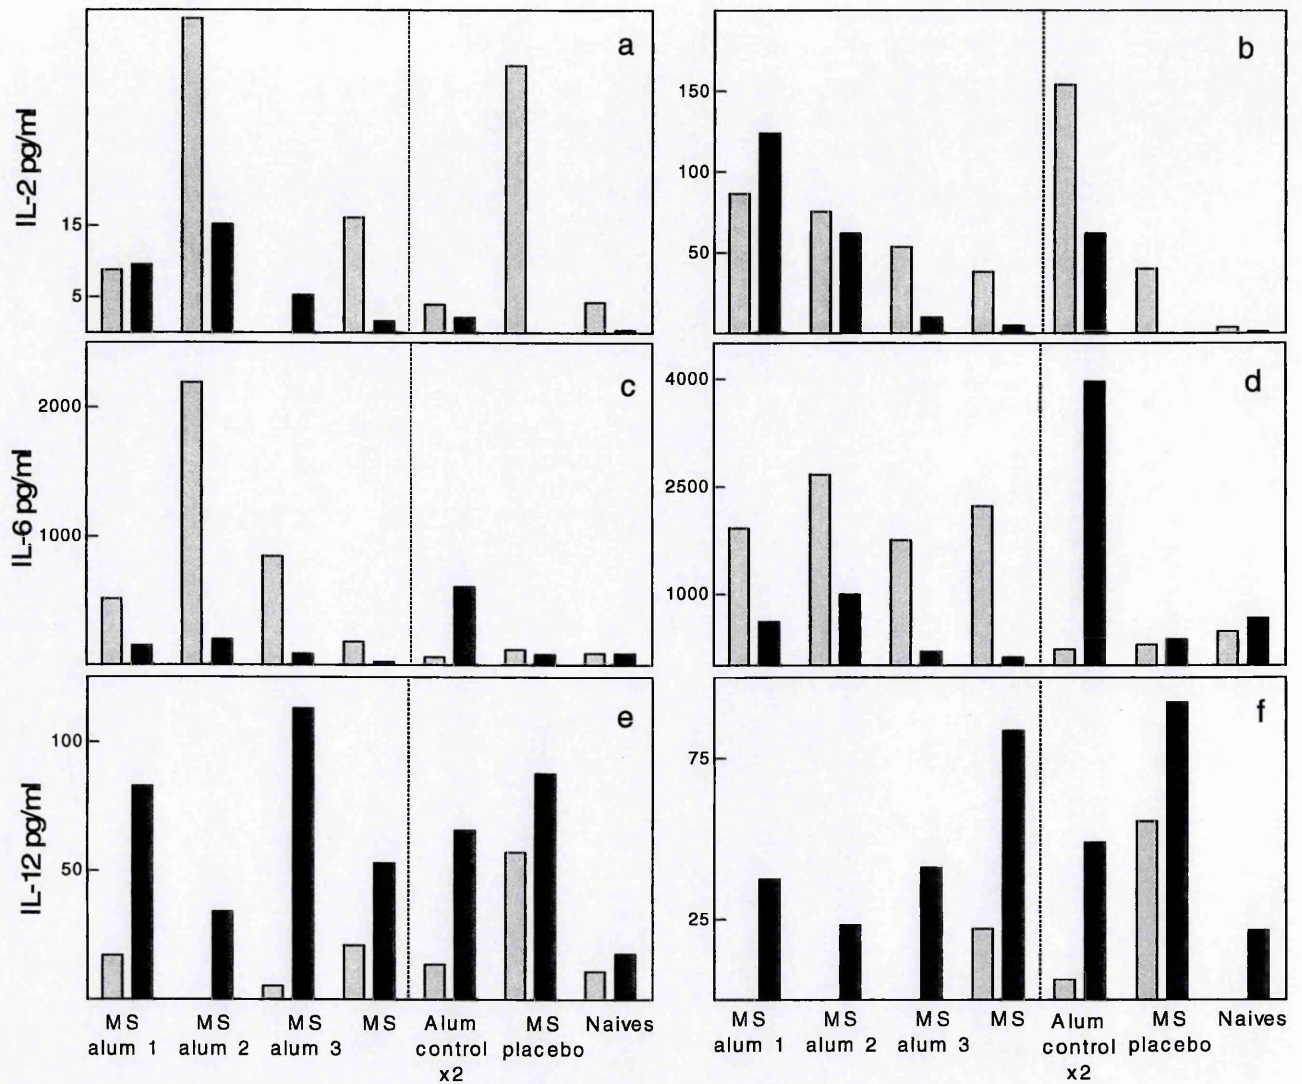 a
b
IL-2 pg/ml
15
5
150
100
50
c
d
IL-6 pg/ml
2000
1000
4000
2500
1000
e
f
IL-12 pg/ml
100
50
75
25
MS MS MS MS Alum MS Naives
alum 1 alum 2 alum 3 control placebo
x2
MS MS MS MS Alum MS Naives
alum 1 alum 2 alum 3 control placebo
x2